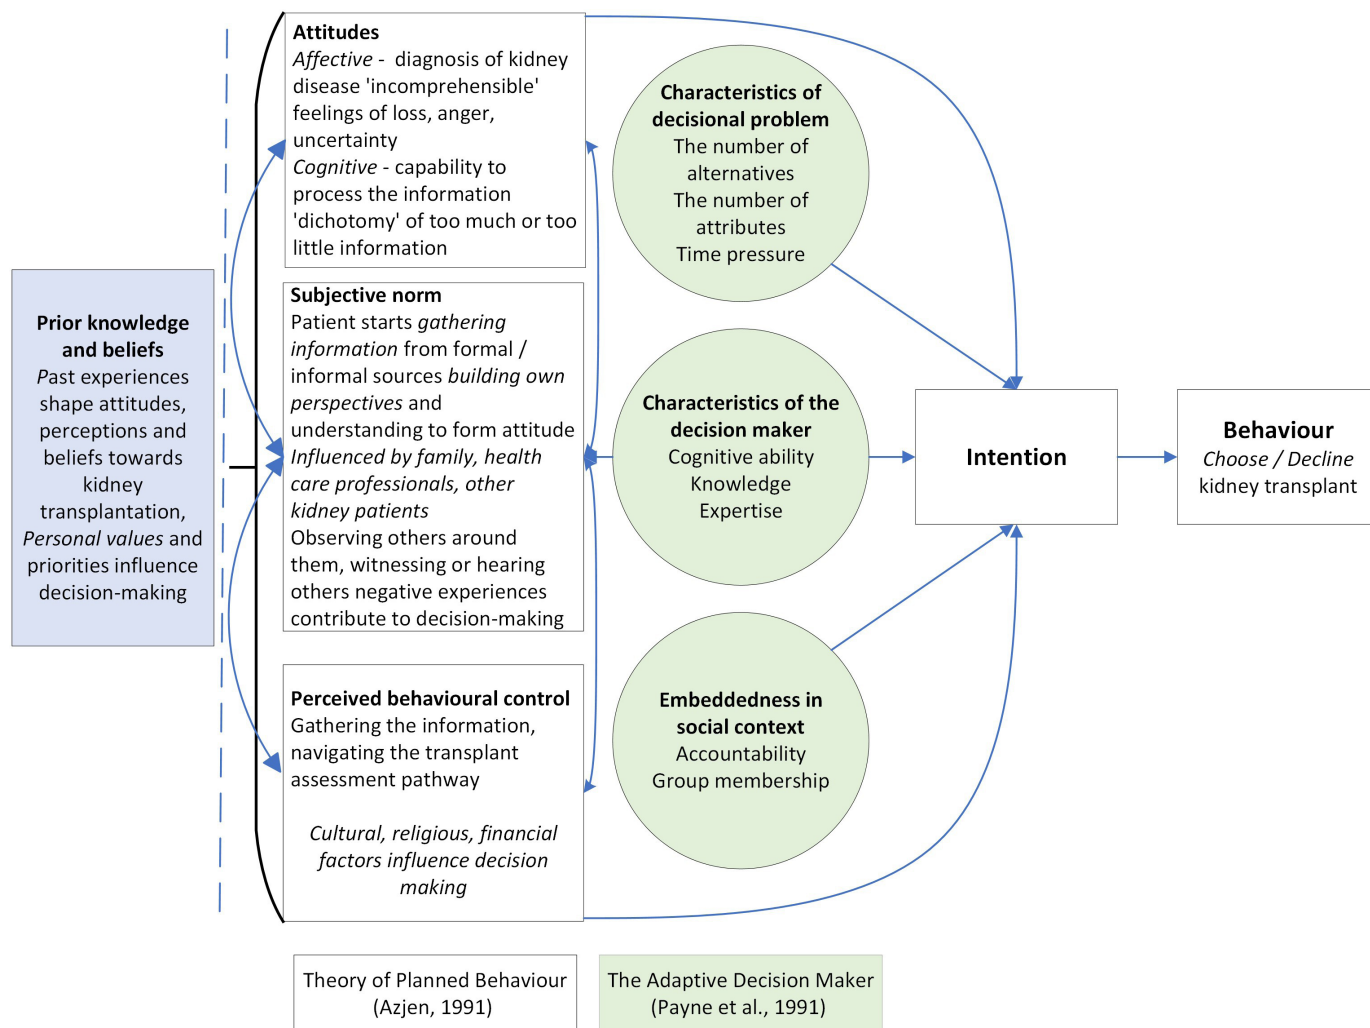 Prior knowledge
and beliefs
Past experiences
shape attitudes,
perceptions and
beliefs towards
kidney
transplantation,
Personal values and
priorities influence
decision-making
Attitudes
Affective -  diagnosis of kidney
disease 'incomprehensible'
feelings of loss, anger,
uncertainty
Cognitive - capability to
process the information
'dichotomy' of too much or too
little information
Subjective norm
Patient starts gathering
information from formal /
informal sources building own
perspectives and
understanding to form attitude
Influenced by family, health
care professionals, other
kidney patients
Observing others around
them, witnessing or hearing
others negative experiences
contribute to decision-making
Perceived behavioural control
Gathering the information,
navigating the transplant
assessment pathway
Cultural, religious, financial
factors influence decision
making
Characteristics of
decisional problem
The number of
alternatives
The number of
attributes
Time pressure
Characteristics of the
decision maker
Cognitive ability
Knowledge
Expertise
Embeddedness in
social context
Accountability
Group membership
Intention
Behaviour
Choose / Decline
kidney transplant
Theory of Planned Behaviour
(Azjen, 1991)
The Adaptive Decision Maker
(Payne et al., 1991)